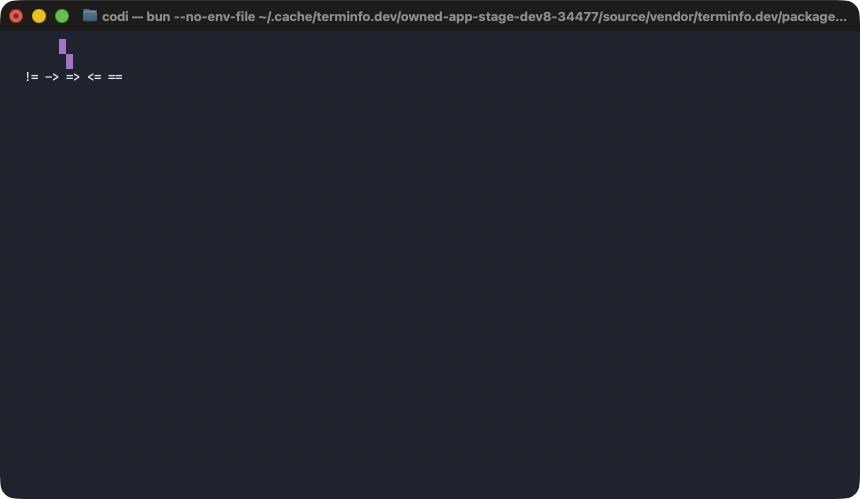 codi — bun --no-env-file ~/.cache/terminfo.dev/owned-app-stage-dev8-34477/source/vendor/terminfo.dev/package...
!= -> => <= ==